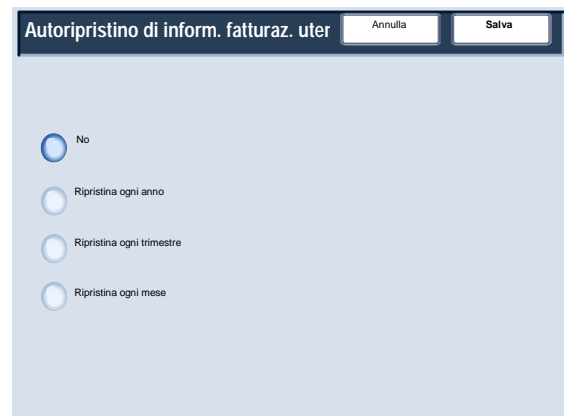 Autoripristino di inform. fatturaz. uter
Annulla
Salva
No
Ripristina ogni anno
Ripristina ogni trimestre
Ripristina ogni mese